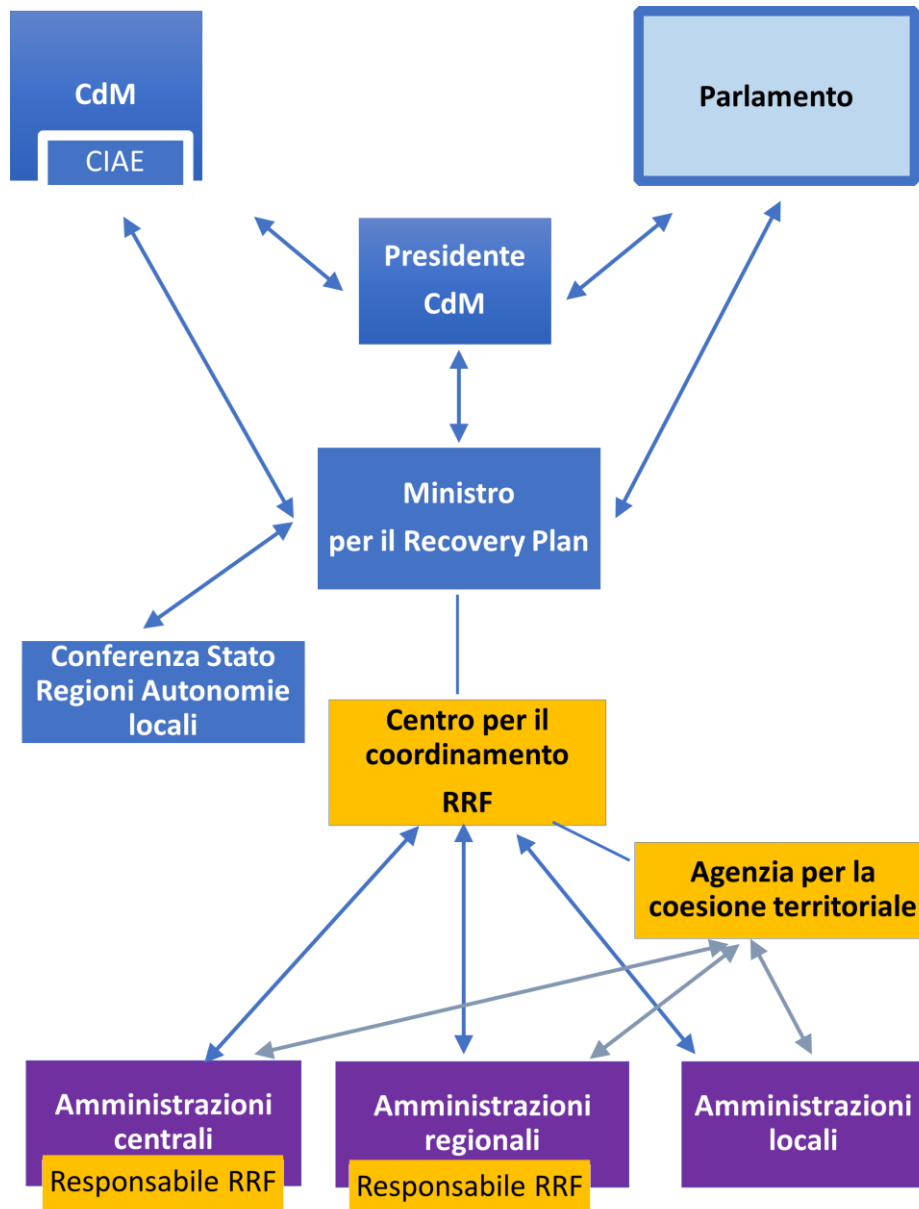 CdM
CIAE
Parlamento
Presidente
CdM
Ministro
per il Recovery Plan
Conferenza Stato
Regioni Autonomie
locali
Centro per il
coordinamento
RRF
Agenzia per la
coesione territoriale
Amministrazioni
centrali
Responsabile RRF
Amministrazioni
regionali
Responsabile RRF
Amministrazioni
locali